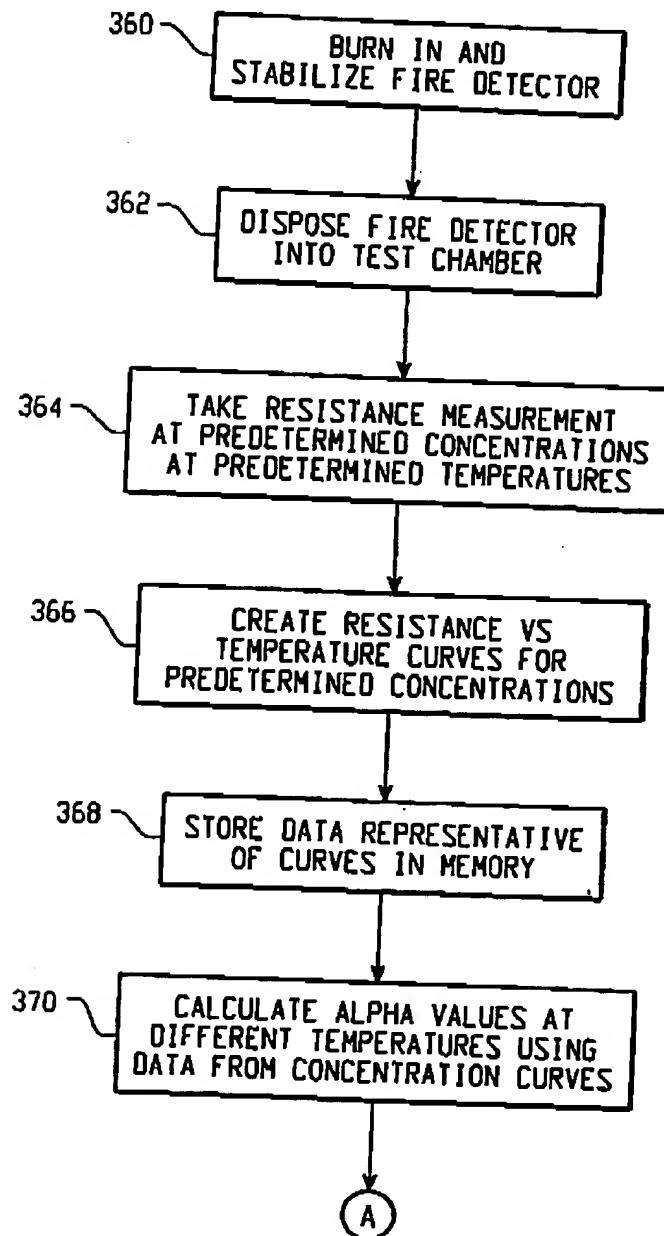 360
BURN IN AND
STABILIZE FIRE DETECTOR
362
DISPOSE FIRE DETECTOR
INTO TEST CHAMBER
364
TAKE RESISTANCE MEASUREMENT
AT PREDETERMINED CONCENTRATIONS
AT PREDETERMINED TEMPERATURES
366
CREATE RESISTANCE VS
TEMPERATURE CURVES FOR
PREDETERMINED CONCENTRATIONS
368
STORE DATA REPRESENTATIVE
OF CURVES IN MEMORY
370
CALCULATE ALPHA VALUES AT
DIFFERENT TEMPERATURES USING
DATA FROM CONCENTRATION CURVES
A